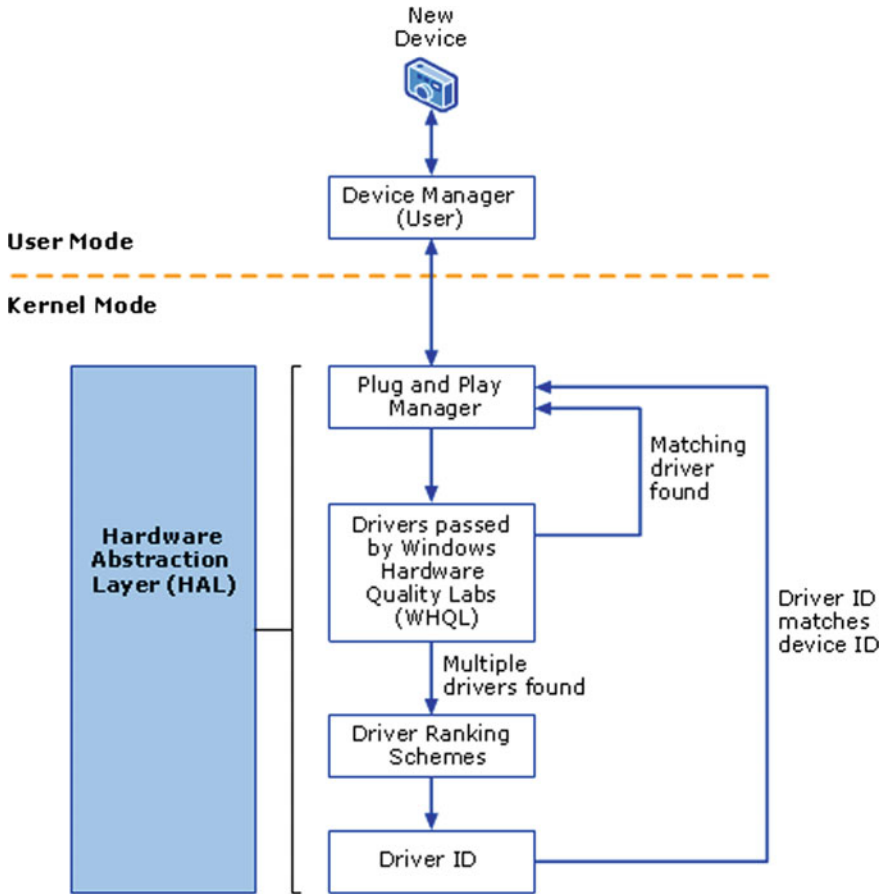 New
Device
Device Manager
(User)
User Mode
Kernel Mode
Plug and Play
Manager
Matching
driver
found
Drivers passed
by Windows
Hardware
Quality Labs
(WHQL)
Hardware
Abstraction
Layer (HAL)
Driver ID
matches
device ID
Multiple
drivers found
Driver Ranking
Schemes
Driver ID